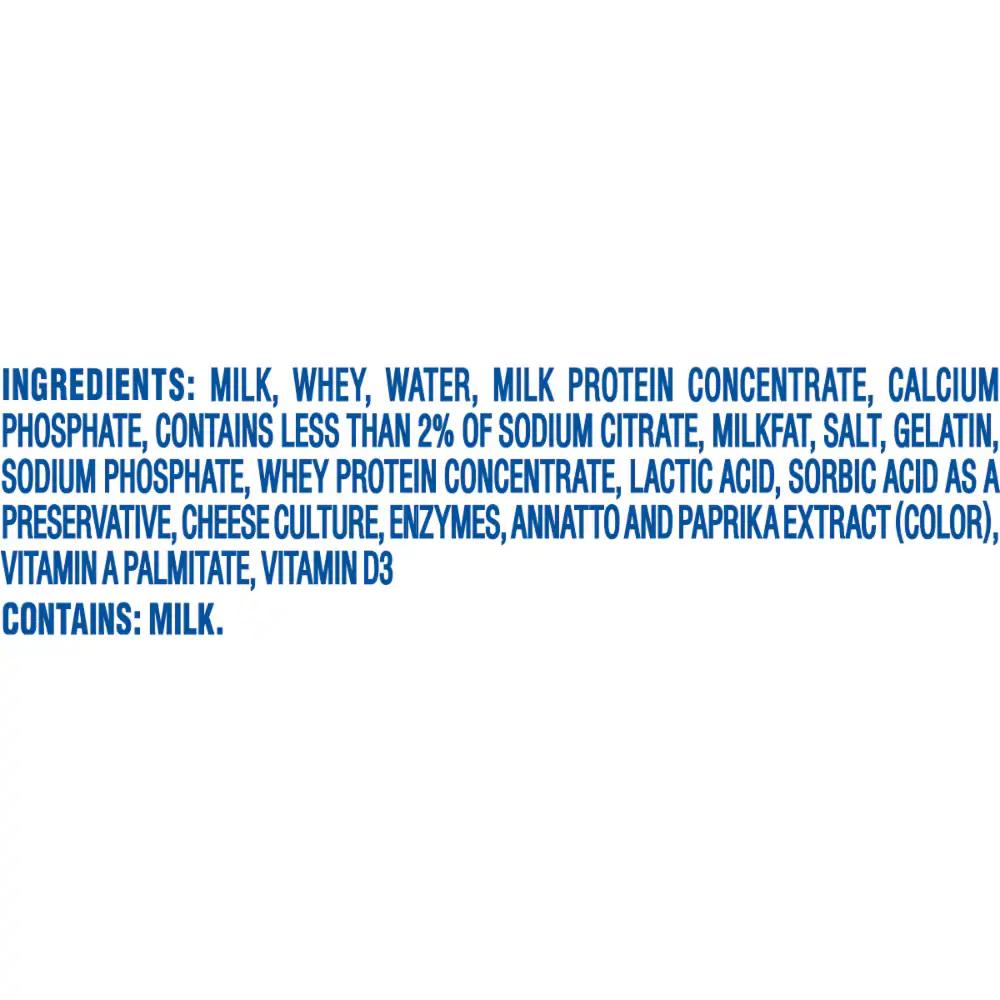 INGREDIENTS: MILK, WHEY, WATER, MILK PROTEIN CONCENTRATE, CALCIUM
PHOSPHATE, CONTAINS LESS THAN 2% OF SODIUM CITRATE, MILKFAT, SALT, GELATIN,
SODIUM PHOSPHATE, WHEY PROTEIN CONCENTRATE, LACTIC ACID, SORBIC ACID AS A
PRESERVATIVE, CHEESE CULTURE, ENZYMES, ANNATTO AND PAPRIKA EXTRACT (COLOR),
VITAMIN A PALMITATE, VITAMIN D3
CONTAINS: MILK.